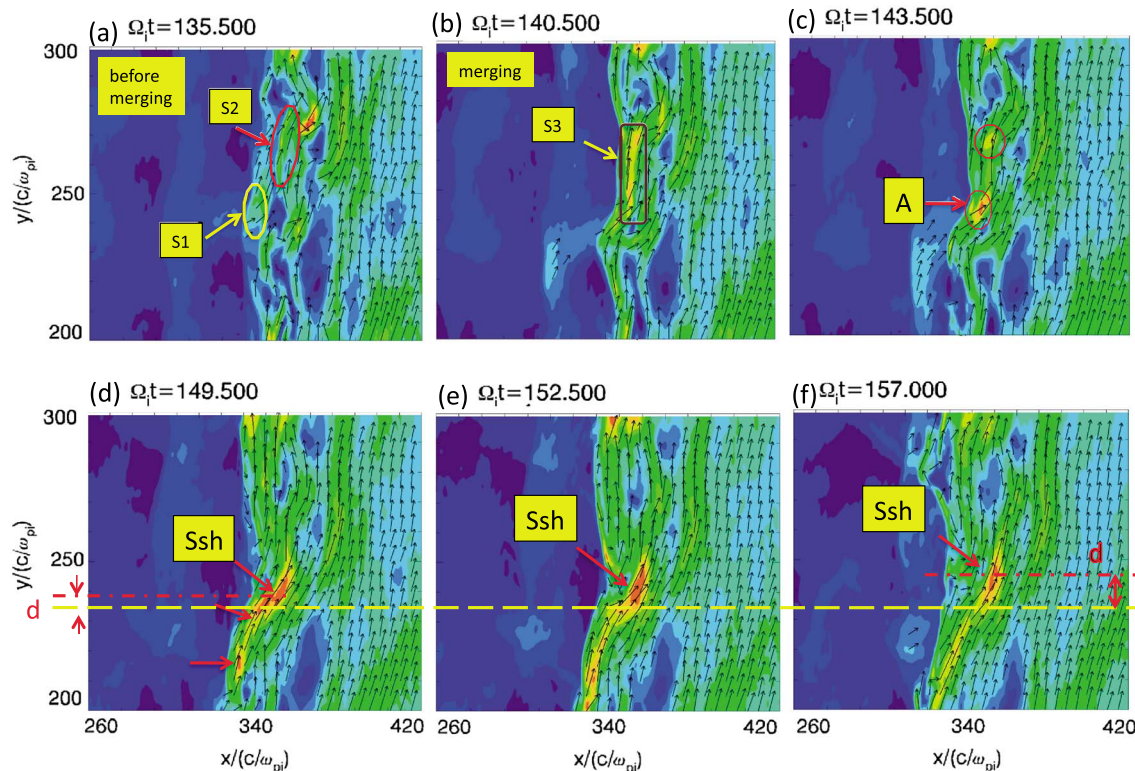 (a) Ωᵢt=135.500
(b) Ωᵢt=140.500
(c) Ωᵢt=143.500
300
250
200
y/(c/ωₚᵢ)
before
merging
S2
S1
merging
S3
A
(d) Ωᵢt=149.500
(e) Ωᵢt=152.500
(f) Ωᵢt=157.000
300
250
200
y/(c/ωₚᵢ)
Ssh
Ssh
Ssh
d
d
260
340
420
260
340
420
260
340
420
x/(c/ωₚᵢ)
x/(c/ωₚᵢ)
x/(c/ωₚᵢ)